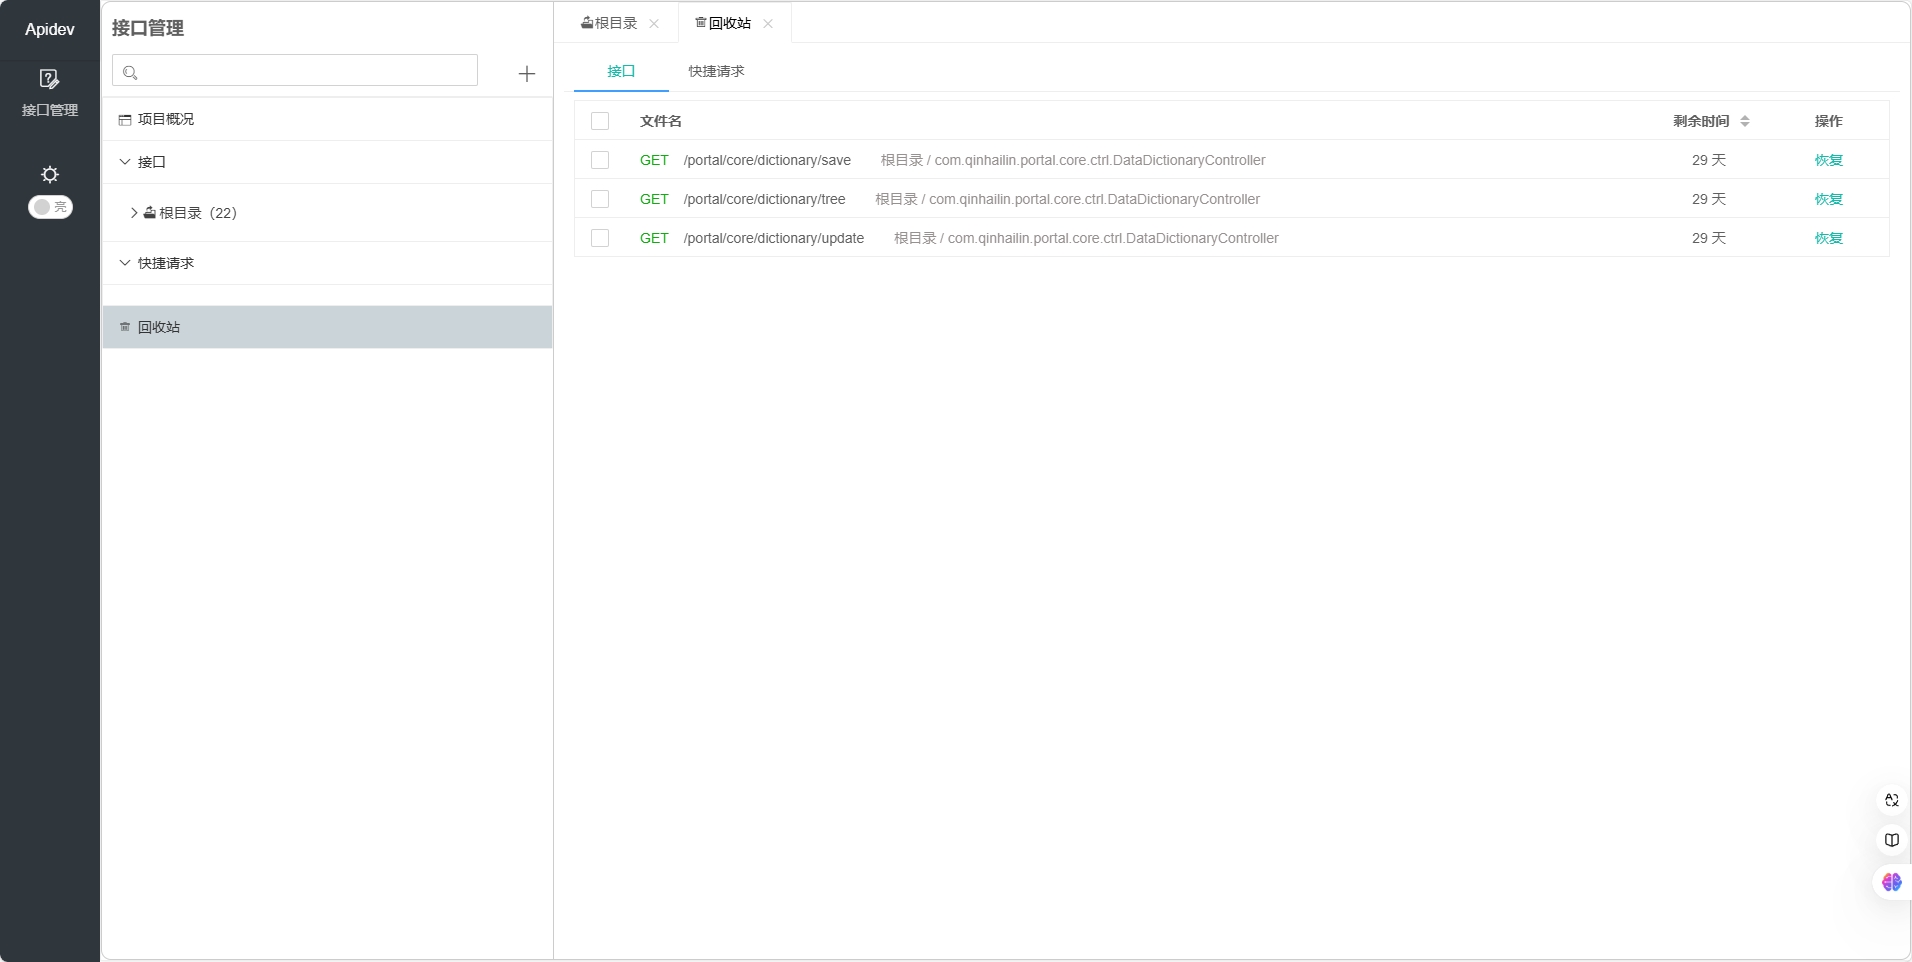 Apidev
接口管理
亮
接口管理
项目概况
接口
根目录（22）
快捷请求
回收站
根目录
回收站
接口
快捷请求
文件名 剩余时间 操作
GET /portal/core/dictionary/save 根目录 / com.qinhailin.portal.core.ctrl.DataDictionaryController 29 天 恢复
GET /portal/core/dictionary/tree 根目录 / com.qinhailin.portal.core.ctrl.DataDictionaryController 29 天 恢复
GET /portal/core/dictionary/update 根目录 / com.qinhailin.portal.core.ctrl.DataDictionaryController 29 天 恢复